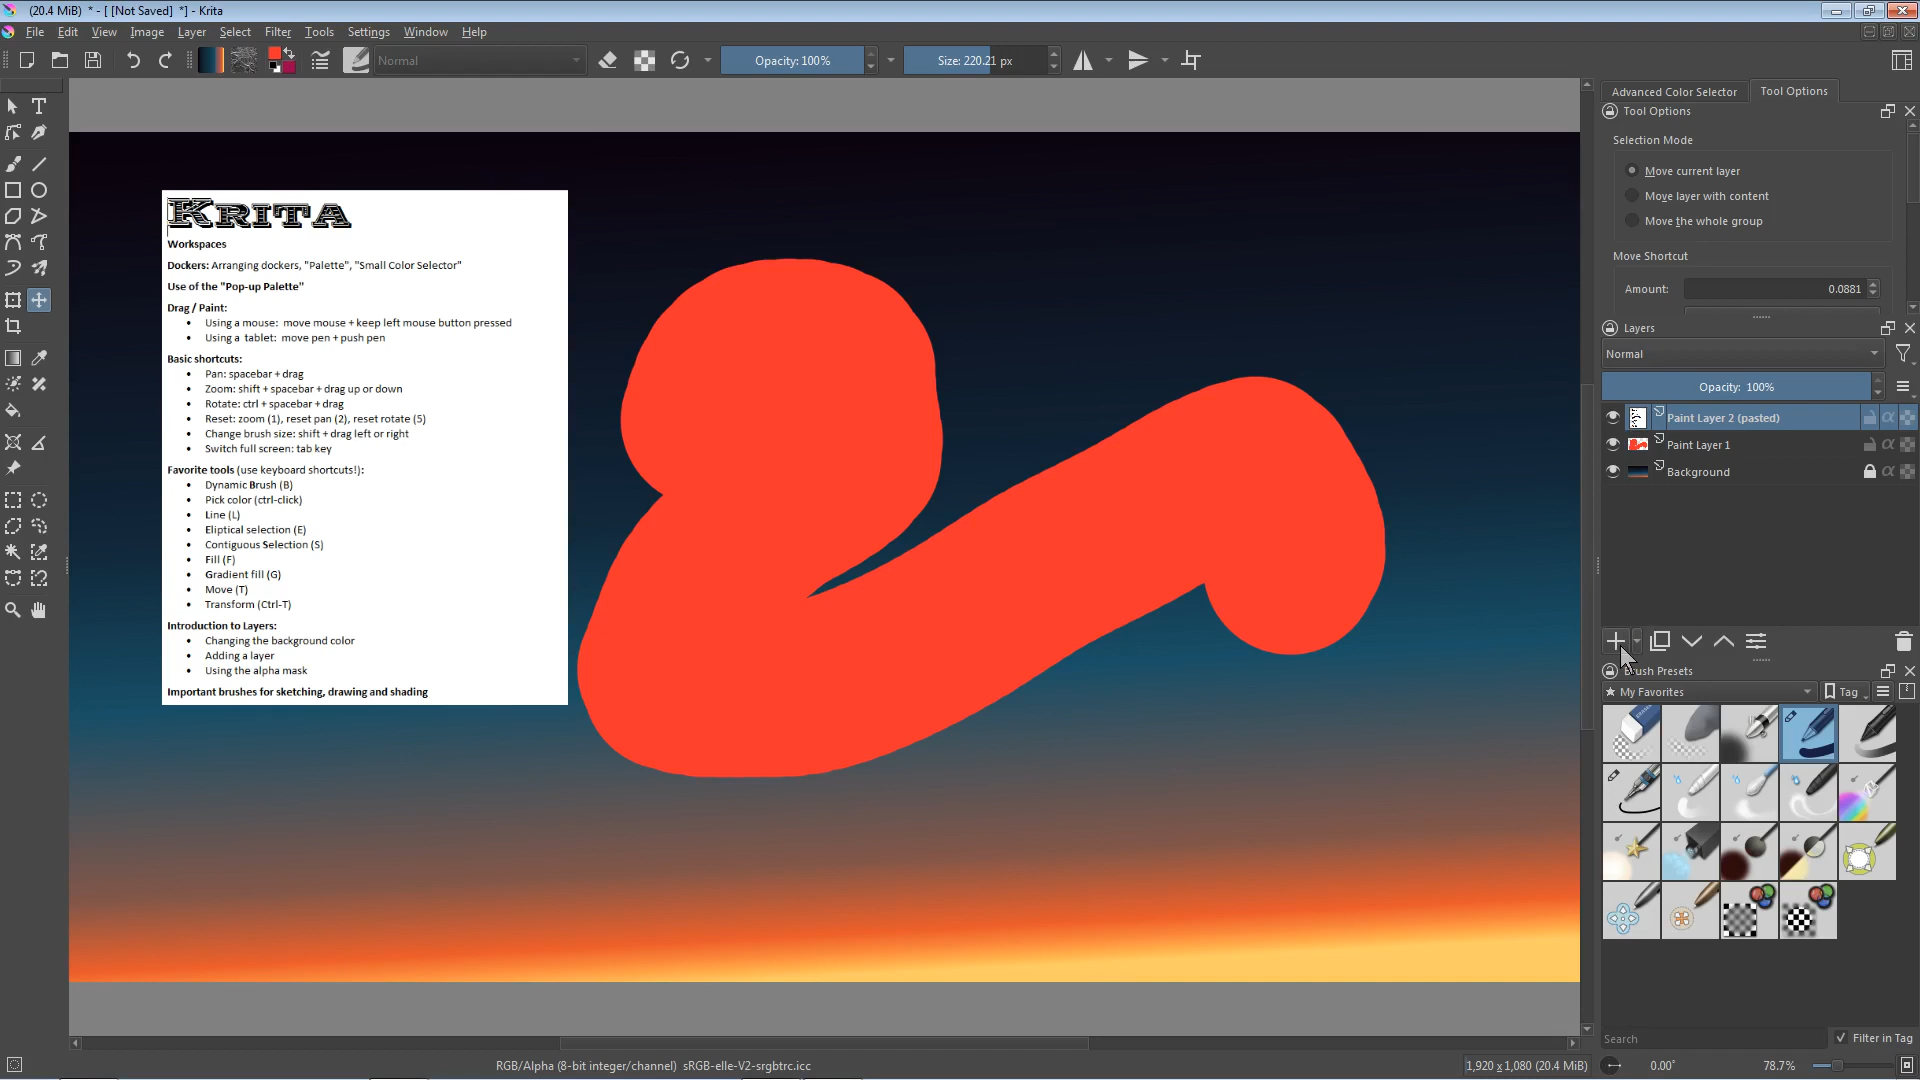 (20.4 MiB)  * - [ [Not Saved]  *] - Krita
File Edit View Image Layer Select Filter Tools Settings Window Help
Normal
Opacity: 100%
Size: 220.21 px
Advanced Color Selector
Tool Options
Tool Options
Selection Mode
Move current layer
Move layer with content
Move the whole group
Move Shortcut
Amount: 0.0881
Layers
Normal
Opacity:  100%
Paint Layer 2 (pasted)
Paint Layer 1
Background
Brush Presets
My Favorites
Tag
Search
Filter in Tag
KRITA
Workspaces
Dockers: Arranging dockers, "Palette", "Small Color Selector"
Use of the "Pop-up Palette"
Drag / Paint:
• Using a mouse:  move mouse + keep left mouse button pressed
• Using a  tablet:  move pen + push pen
Basic shortcuts:
• Pan: spacebar + drag
• Zoom: shift + spacebar + drag up or down
• Rotate: ctrl + spacebar + drag
• Reset: zoom (1), reset pan (2), reset rotate (5)
• Change brush size: shift + drag left or right
• Switch full screen: tab key
Favorite tools (use keyboard shortcuts!):
• Dynamic Brush (B)
• Pick color (ctrl-click)
• Line (L)
• Eliptical selection (E)
• Contiguous Selection (S)
• Fill (F)
• Gradient fill (G)
• Move (T)
• Transform (Ctrl-T)
Introduction to Layers:
• Changing the background color
• Adding a layer
• Using the alpha mask
Important brushes for sketching, drawing and shading
RGB/Alpha (8-bit integer/channel)  sRGB-elle-V2-srgbtrc.icc
1,920 x 1,080 (20.4 MiB)
0.00°
78.7%